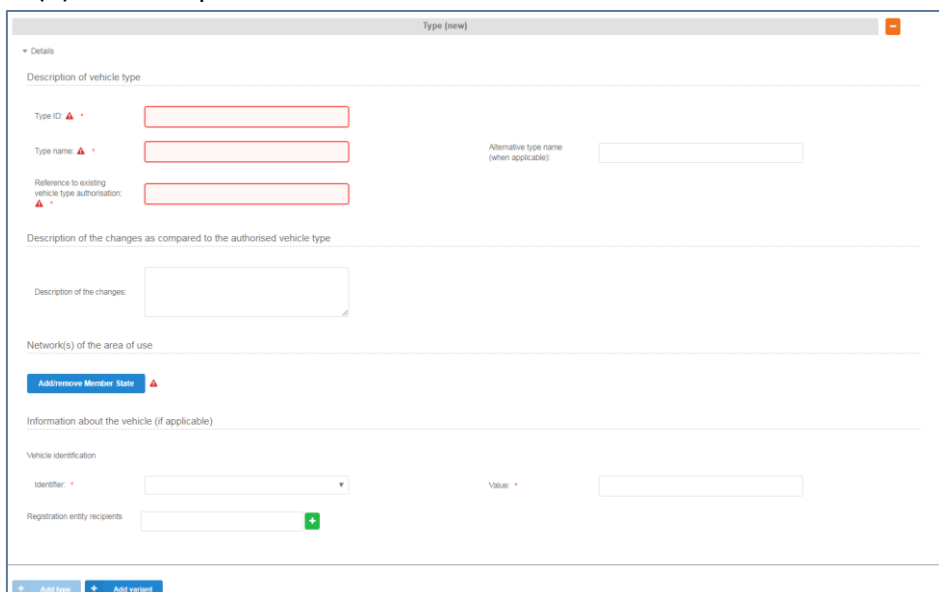 Type (new)
Details
Description of vehicle type
Type ID: *
Type name: *
Alternative type name
(when applicable):
Reference to existing
vehicle type authorisation:
*
Description of the changes as compared to the authorised vehicle type
Description of the changes:
Network(s) of the area of use
Add/remove Member State
Information about the vehicle (if applicable)
Vehicle identification
Identifier: *
Value: *
Registration entity recipients
+ Add type + Add variant